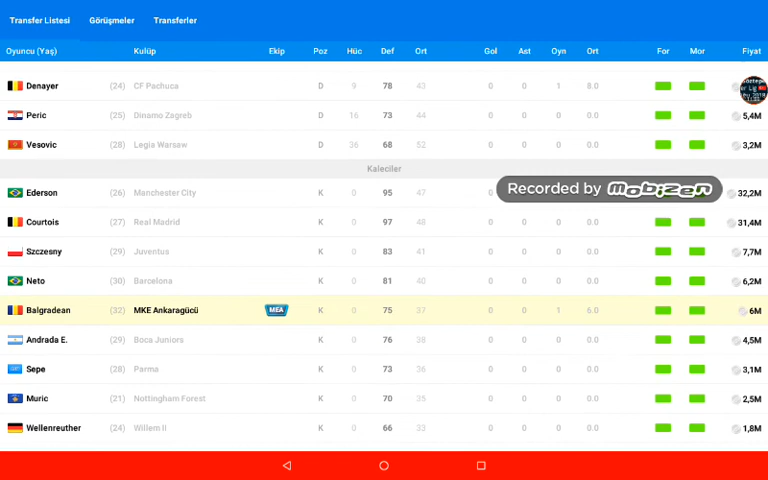 Transfer Listesi Görüşmeler Transferler
Oyuncu (Yaş) Kulüp Ekip Poz Hüc Def Ort Gol Ast Oyn Ort For Mor Fiyat
Denayer (24) CF Pachuca D 9 78 43 0 0 1 8.0
Peric (25) Dinamo Zagreb D 16 73 44 0 0 0 0.0 5,4M
Vesovic (28) Legia Warsaw D 36 68 52 0 0 0 0.0 3,2M
Kaleciler
Ederson (26) Manchester City K 0 95 47 0 32,2M
Recorded by mobizen
Courtois (27) Real Madrid K 0 97 48 0 0 0 0.0 31,4M
Szczesny (29) Juventus K 0 83 41 0 0 0 0.0 7,7M
Neto (30) Barcelona K 0 81 40 0 0 0 0.0 6,2M
Balgradean (32) MKE Ankaragücü MEA K 0 75 37 0 0 1 6.0 6M
Andrada E. (29) Boca Juniors K 0 76 38 0 0 0 0.0 4,5M
Sepe (28) Parma K 0 73 36 0 0 0 0.0 3,1M
Muric (21) Nottingham Forest K 0 70 35 0 0 0 0.0 2,5M
Wellenreuther (24) Willem II K 0 66 33 0 0 0 0.0 1,8M